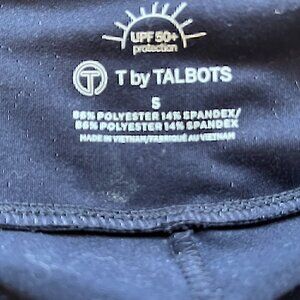 UPF 50+
protection
T T by TALBOTS
S
86% POLYESTER 14% SPANDEX/
86% POLYESTER 14% SPANDEX
MADE IN VIETNAM/FABRIQUÉ AU VIETNAM